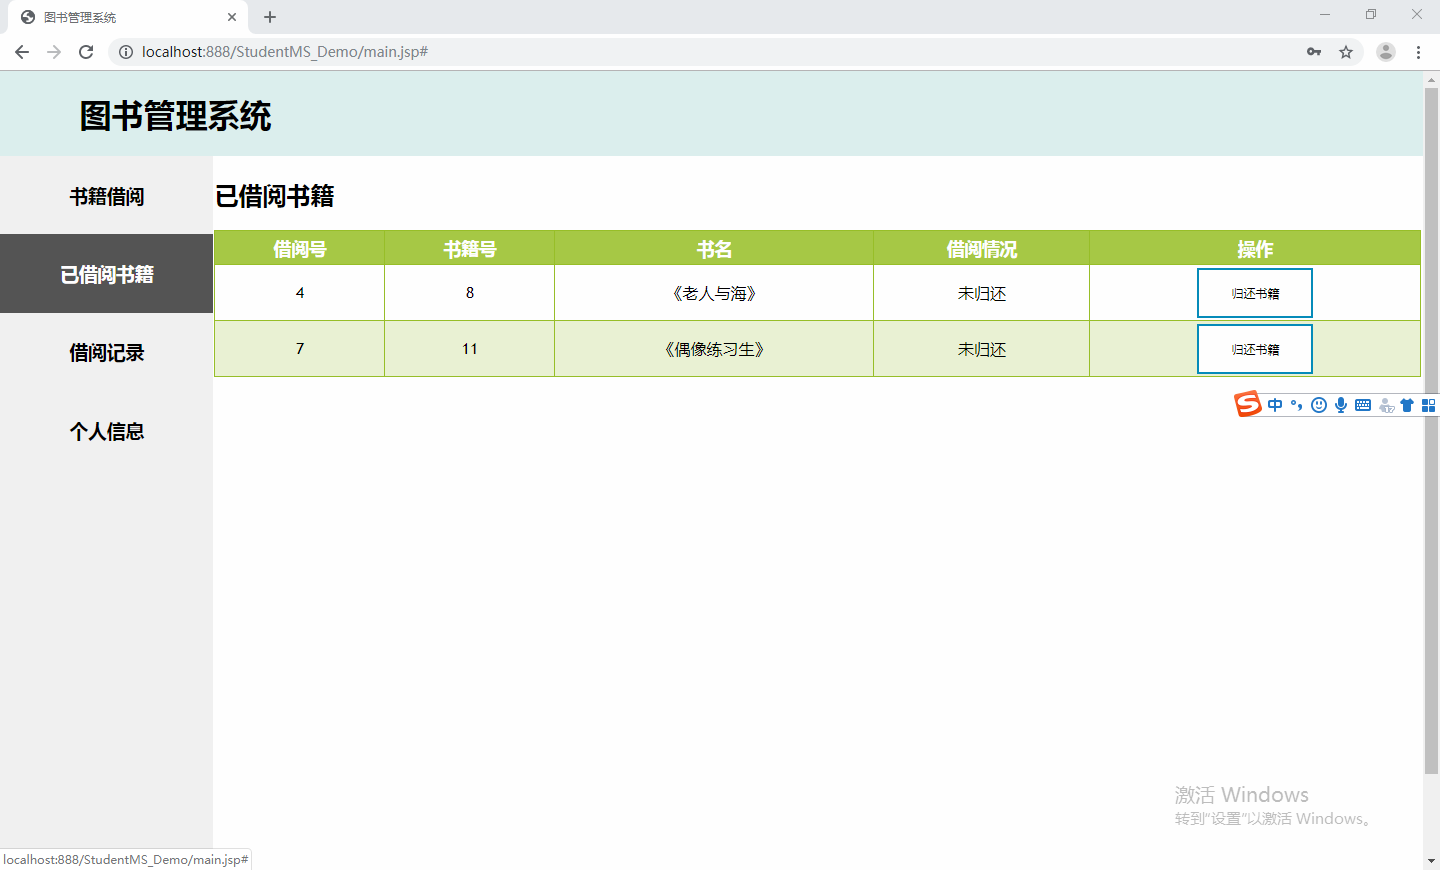 图书管理系统
localhost:888/StudentMS_Demo/main.jsp#
图书管理系统
书籍借阅
已借阅书籍
借阅记录
个人信息
已借阅书籍
借阅号 书籍号 书名 借阅情况 操作
4 8 《老人与海》 未归还 归还书籍
7 11 《偶像练习生》 未归还 归还书籍
中
激活 Windows
转到"设置"以激活 Windows。
localhost:888/StudentMS_Demo/main.jsp#